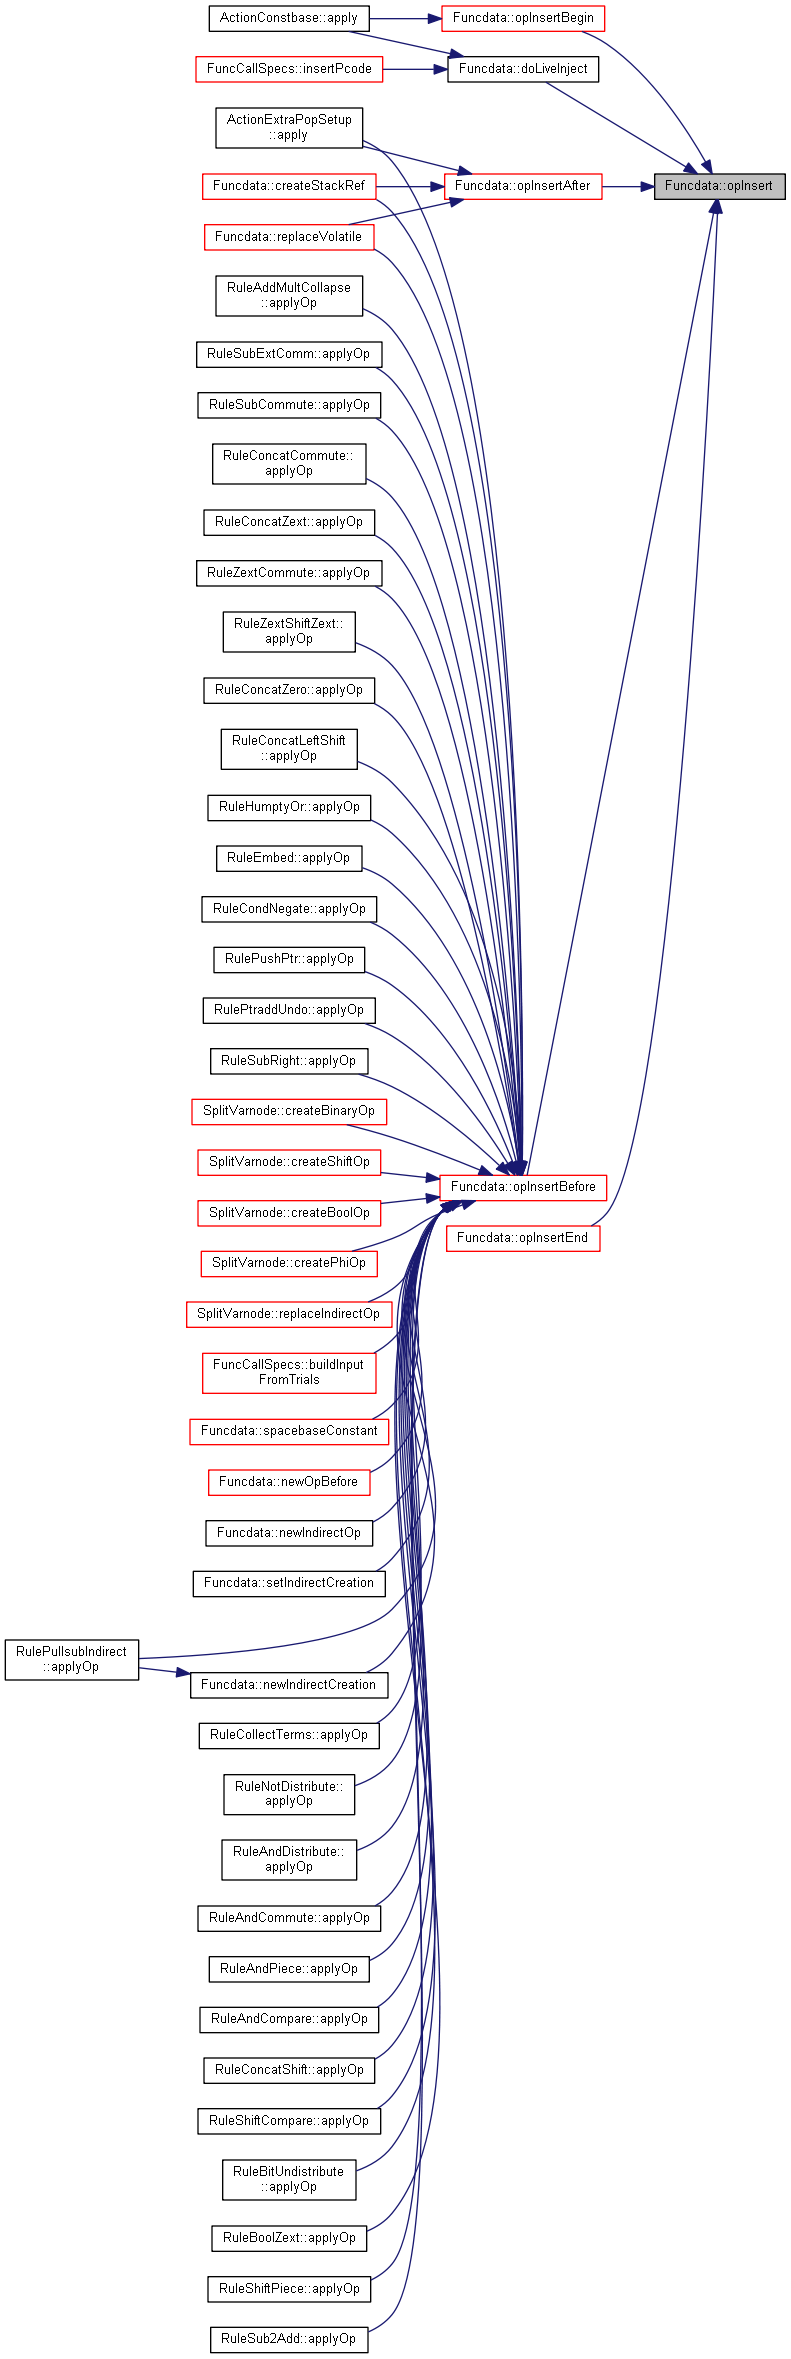 ActionConstbase::apply
Funcdata::opInsertBegin
FuncCallSpecs::insertPcode
Funcdata::doLiveInject
ActionExtraPopSetup
::apply
Funcdata::createStackRef
Funcdata::opInsertAfter
Funcdata::opInsert
Funcdata::replaceVolatile
RuleAddMultCollapse
::applyOp
RuleSubExtComm::applyOp
RuleSubCommute::applyOp
RuleConcatCommute::
applyOp
RuleConcatZext::applyOp
RuleZextCommute::applyOp
RuleZextShiftZext::
applyOp
RuleConcatZero::applyOp
RuleConcatLeftShift
::applyOp
RuleHumptyOr::applyOp
RuleEmbed::applyOp
RuleCondNegate::applyOp
RulePushPtr::applyOp
RulePtraddUndo::applyOp
RuleSubRight::applyOp
SplitVarnode::createBinaryOp
SplitVarnode::createShiftOp
Funcdata::opInsertBefore
SplitVarnode::createBoolOp
Funcdata::opInsertEnd
SplitVarnode::createPhiOp
SplitVarnode::replaceIndirectOp
FuncCallSpecs::buildInput
FromTrials
Funcdata::spacebaseConstant
Funcdata::newOpBefore
Funcdata::newIndirectOp
Funcdata::setIndirectCreation
RulePullsubIndirect
::applyOp
Funcdata::newIndirectCreation
RuleCollectTerms::applyOp
RuleNotDistribute::
applyOp
RuleAndDistribute::
applyOp
RuleAndCommute::applyOp
RuleAndPiece::applyOp
RuleAndCompare::applyOp
RuleConcatShift::applyOp
RuleShiftCompare::applyOp
RuleBitUndistribute
::applyOp
RuleBoolZext::applyOp
RuleShiftPiece::applyOp
RuleSub2Add::applyOp